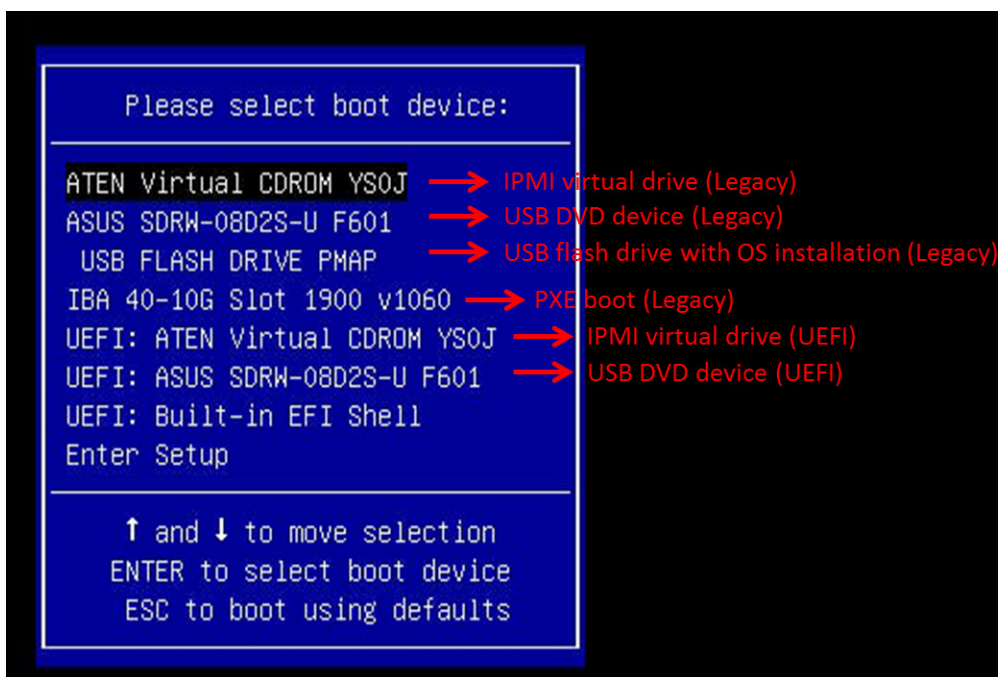 Please select boot device:
ATEN Virtual CDROM YS0J → IPMI virtual drive (Legacy)
ASUS SDRW-08D2S-U F601 → USB DVD device (Legacy)
USB FLASH DRIVE PMAP → USB flash drive with OS installation (Legacy)
IBA 40-10G Slot 1900 v1060 → PXE boot (Legacy)
UEFI: ATEN Virtual CDROM YS0J → IPMI virtual drive (UEFI)
UEFI: ASUS SDRW-08D2S-U F601 → USB DVD device (UEFI)
UEFI: Built-in EFI Shell
Enter Setup
↑ and ↓ to move selection
ENTER to select boot device
ESC to boot using defaults